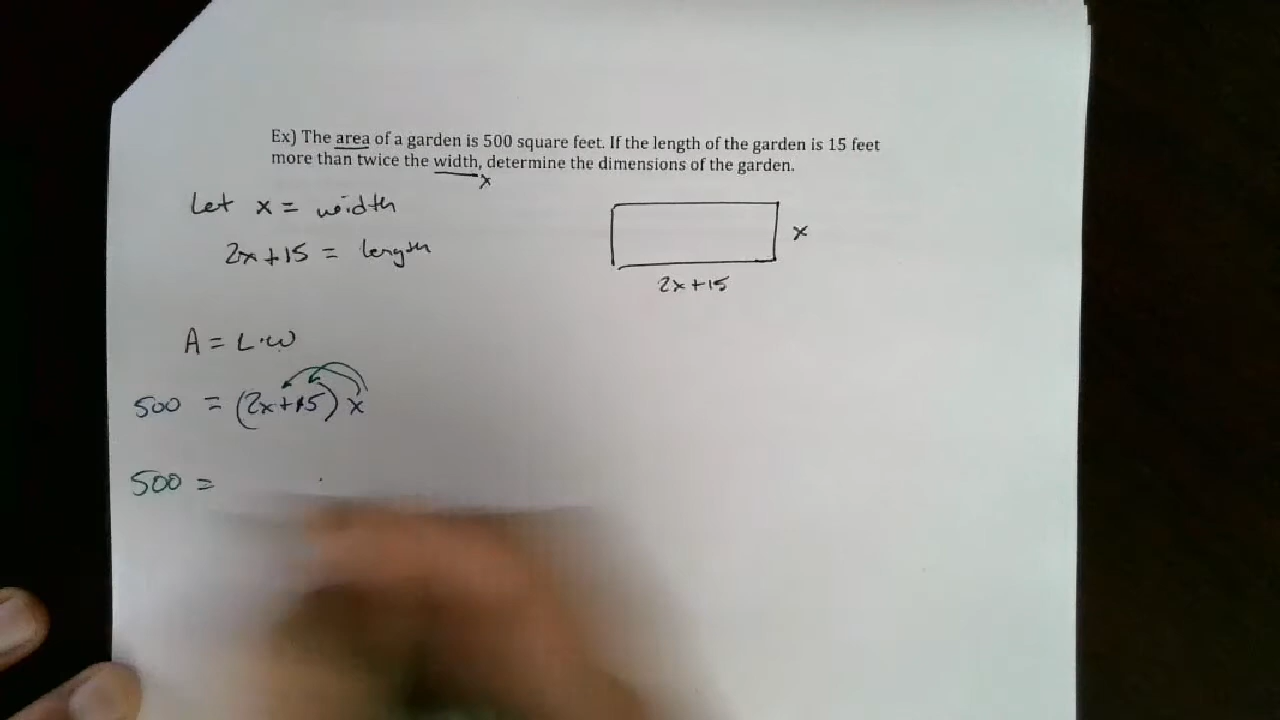 Ex) The area of a garden is 500 square feet. If the length of the garden is 15 feet
more than twice the width, determine the dimensions of the garden.
x
Let x = width
2x+15 = length
x
2x+15
A = L·W
500 = (2x+15)x
500 =